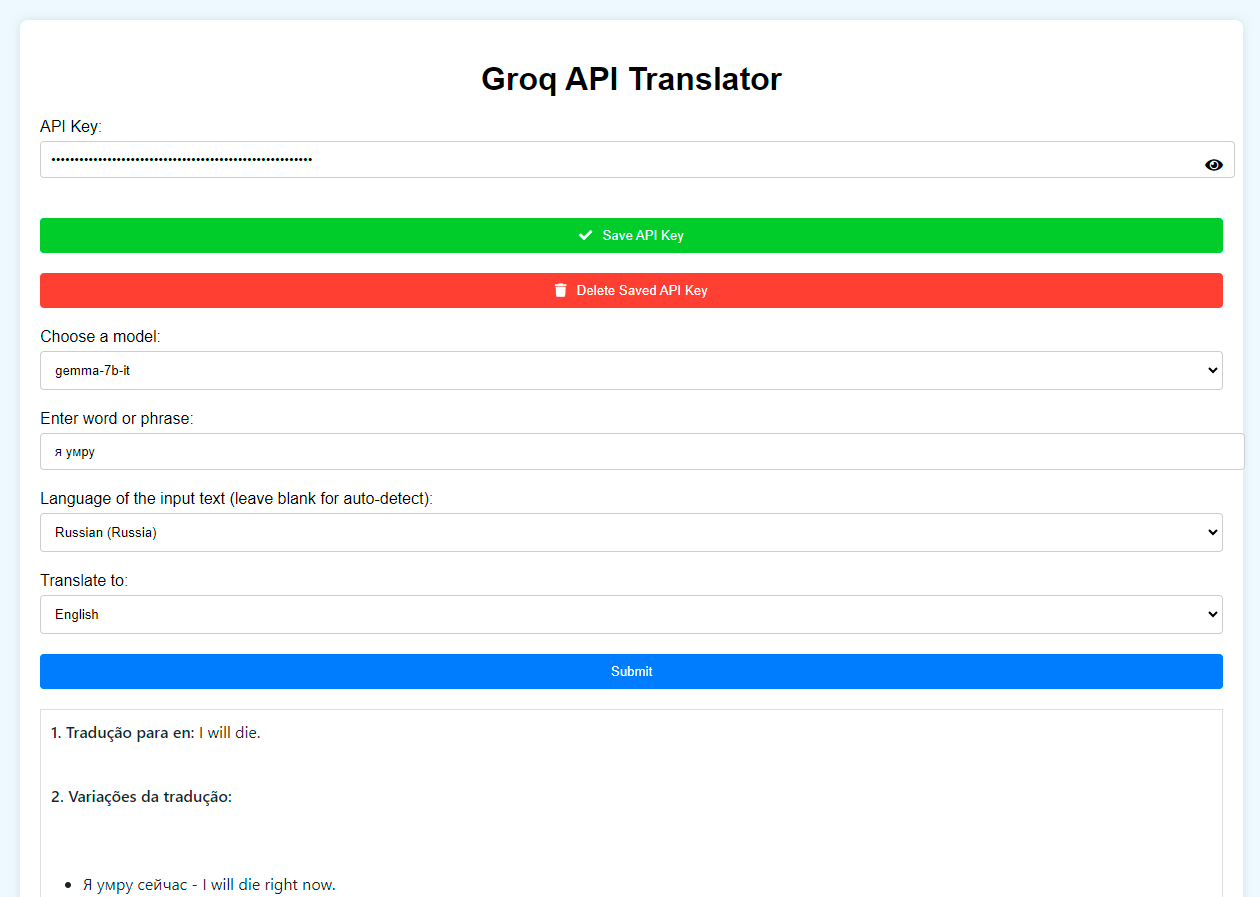 Groq API Translator
API Key:
Save API Key
Delete Saved API Key
Choose a model:
gemma-7b-it
Enter word or phrase:
я умру
Language of the input text (leave blank for auto-detect):
Russian (Russia)
Translate to:
English
Submit
1. Tradução para en: I will die.
2. Variações da tradução:
• Я умру сейчас - I will die right now.